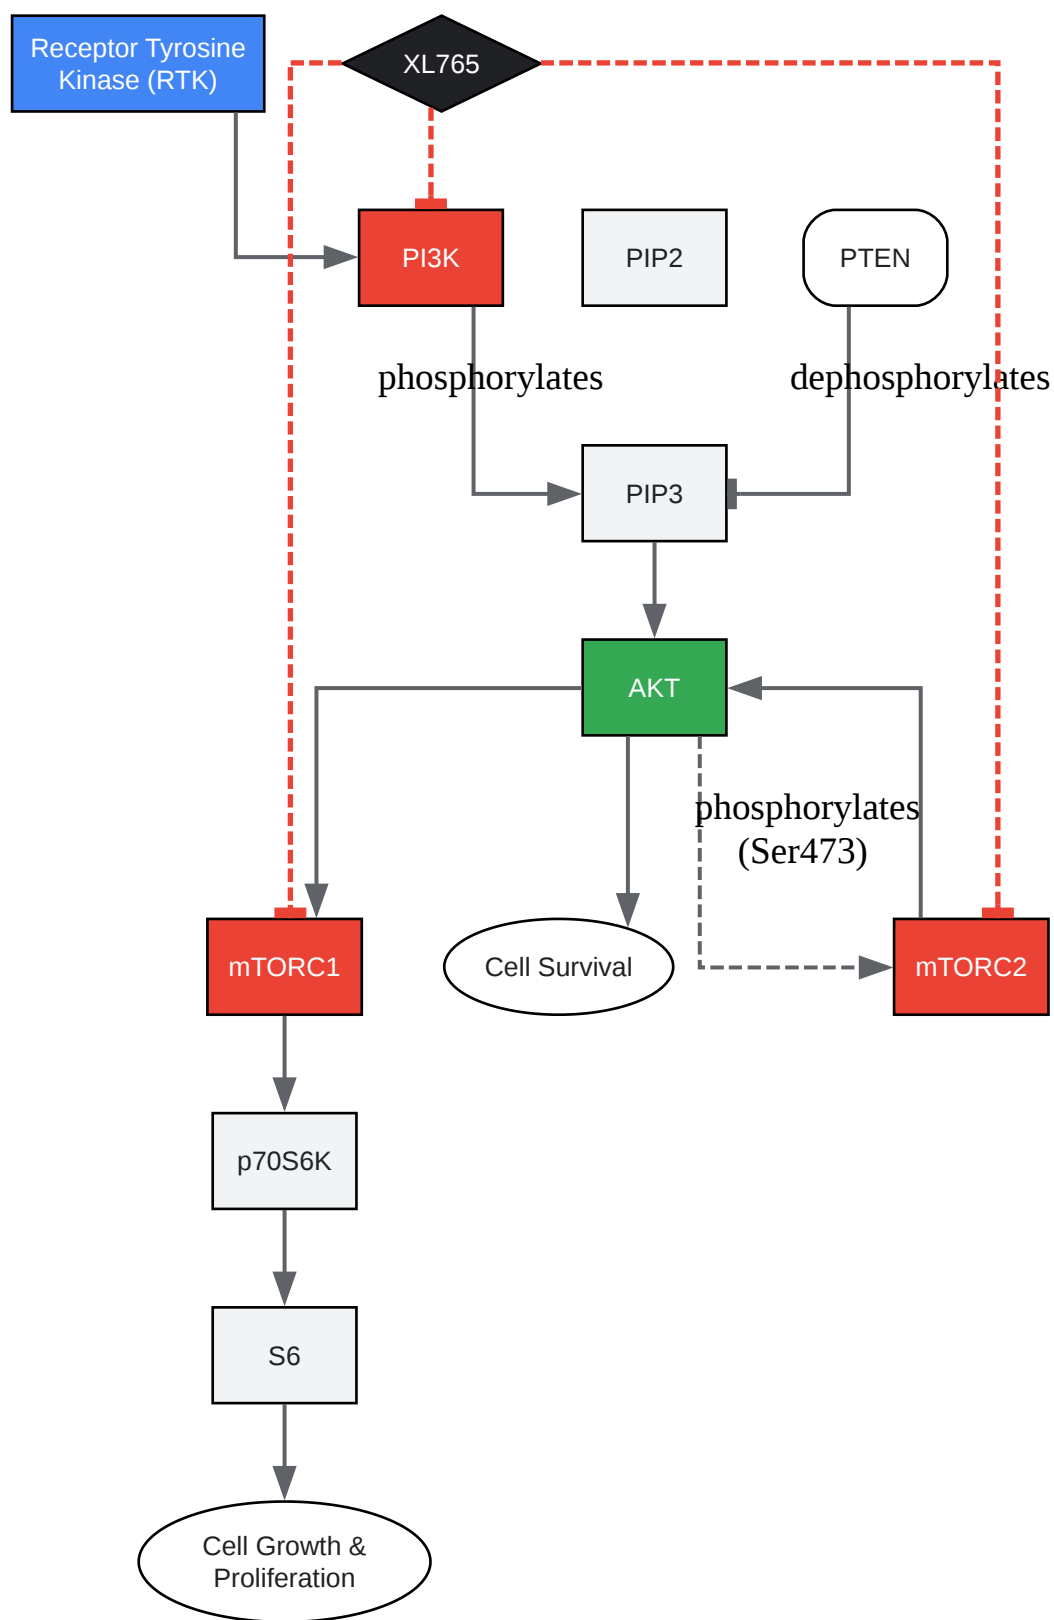 Receptor Tyrosine
Kinase (RTK)
XL765
PI3K
PIP2
PTEN
phosphorylates
dephosphorylates
PIP3
AKT
phosphorylates
(Ser473)
mTORC1
Cell Survival
mTORC2
p70S6K
S6
Cell Growth &
Proliferation